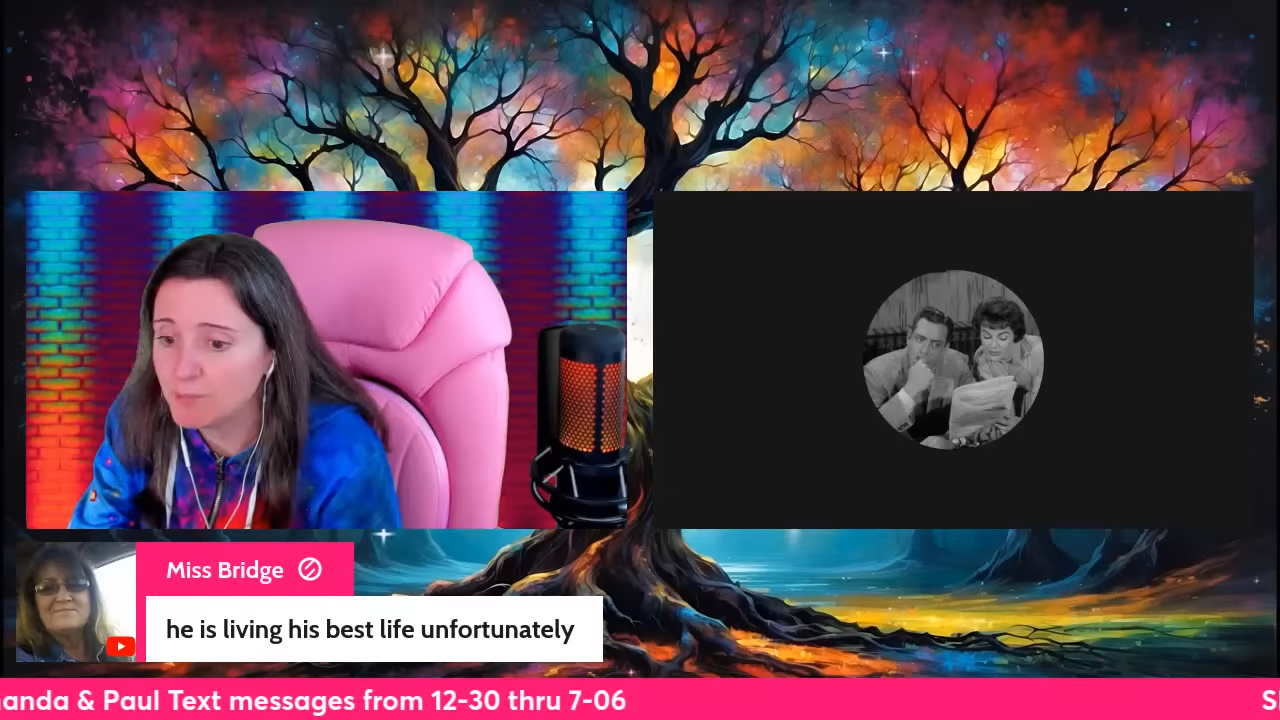 Miss Bridge
he is living his best life unfortunately
anda & Paul Text messages from 12-30 thru 7-06